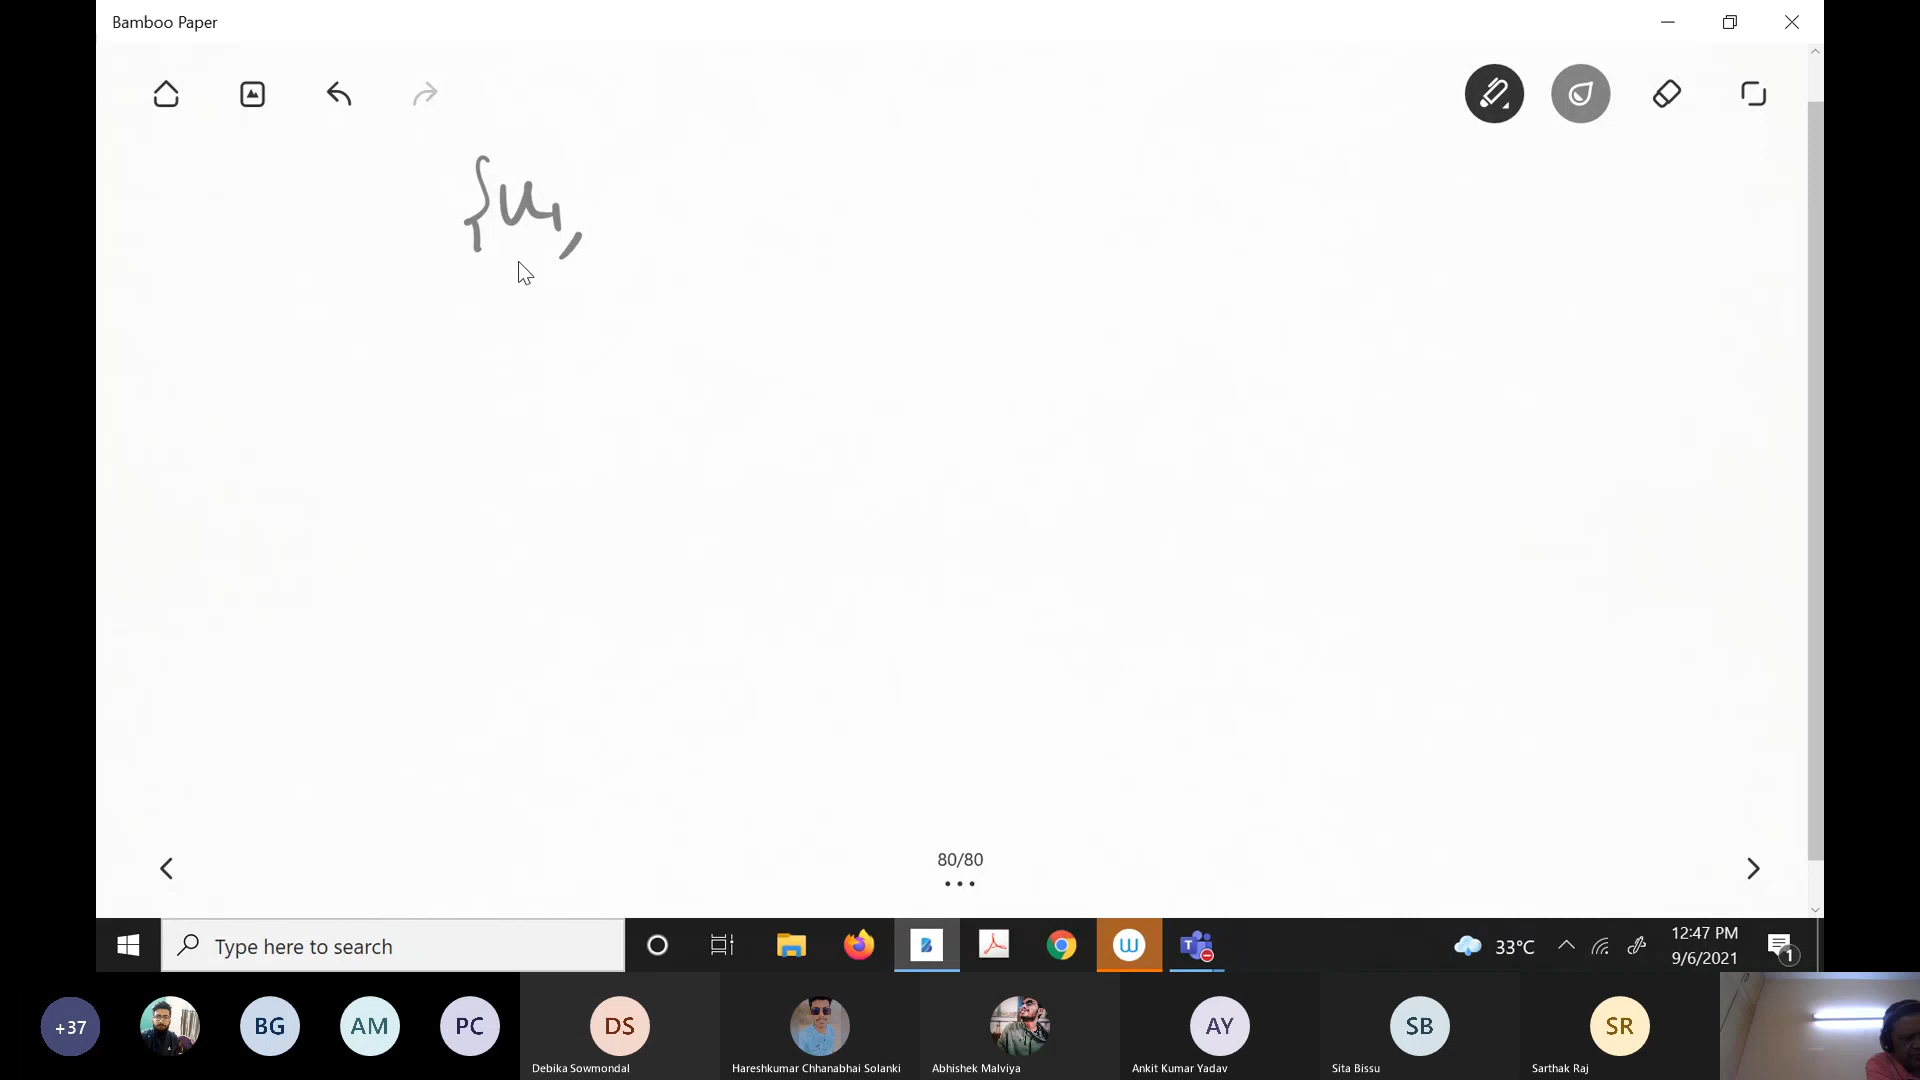 Bamboo Paper
{u₁,
80/80
Type here to search
33°C
12:47 PM
9/6/2021
1
+37
BG
AM
PC
DS
AY
SB
SR
Debika Sowmondal
Hareshkumar Chhanabhai Solanki
Abhishek Malviya
Ankit Kumar Yadav
Sita Bissu
Sarthak Raj